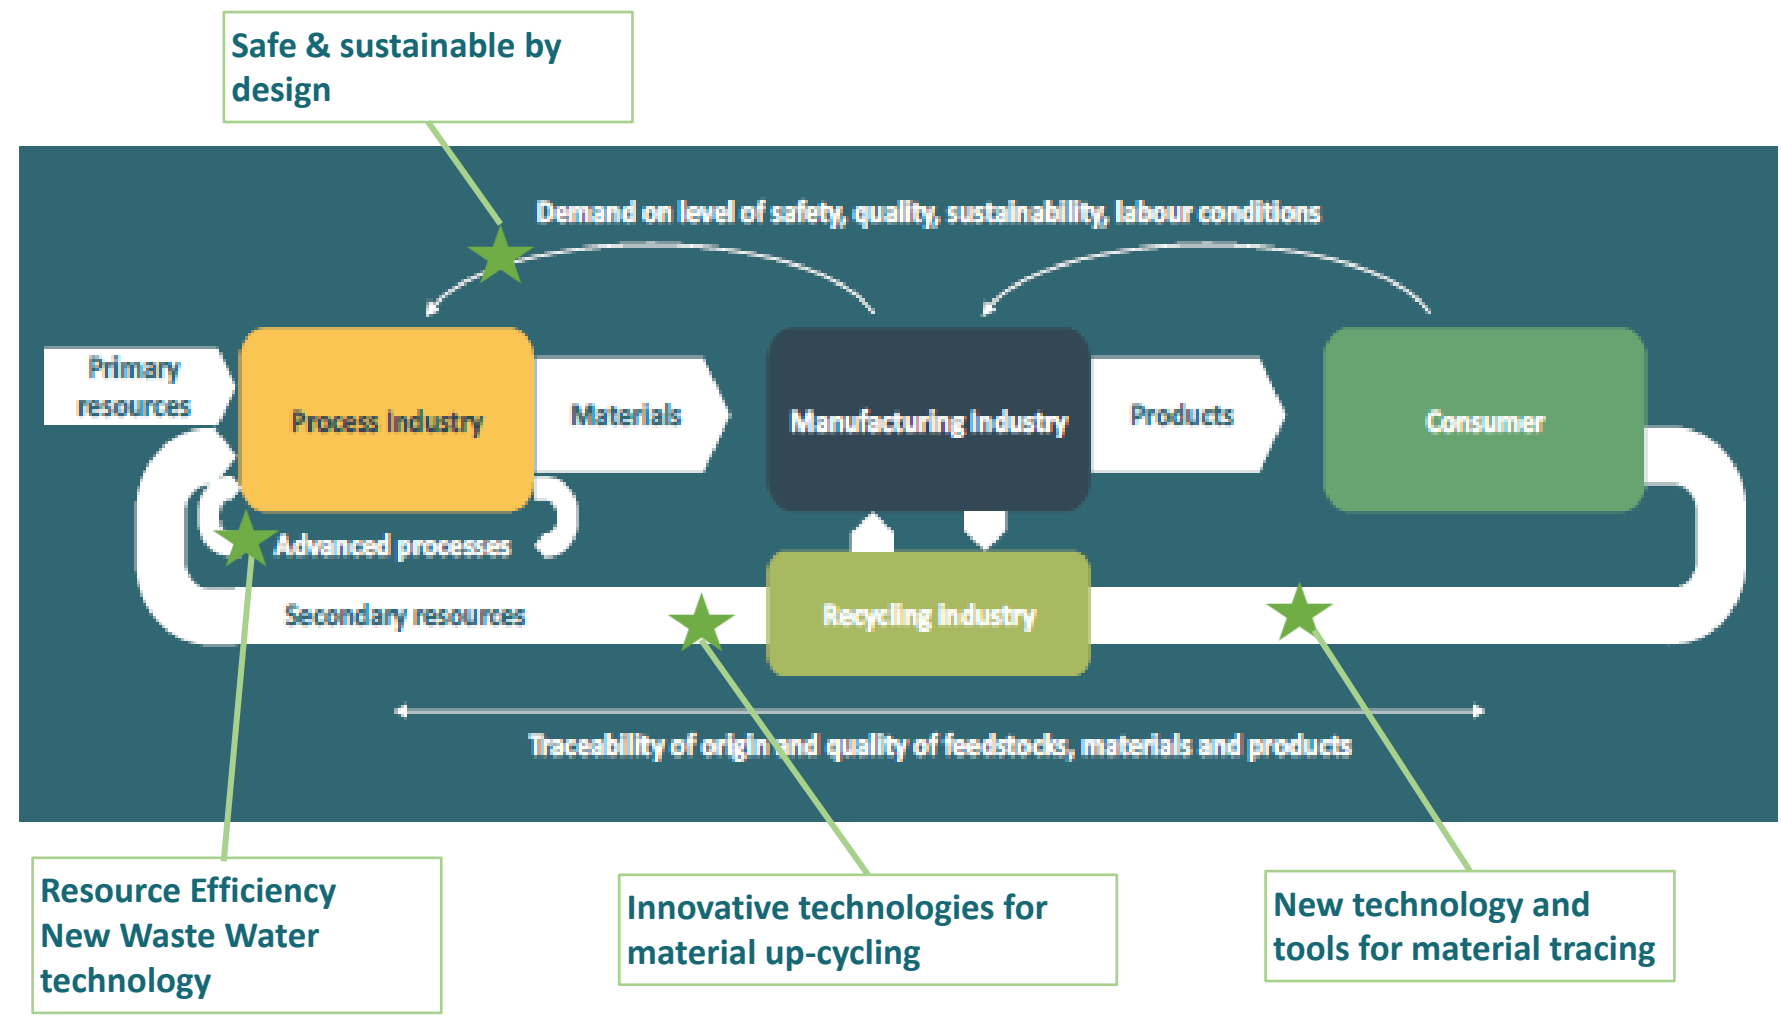 Safe & sustainable by
design
Demand on level of safety, quality, sustainability, labour conditions
Primary
resources
Process industry
Materials
Manufacturing industry
Products
Consumer
Advanced processes
Secondary resources
Recycling industry
Traceability of origin and quality of feedstocks, materials and products
Resource Efficiency
New Waste Water
technology
Innovative technologies for
material up-cycling
New technology and
tools for material tracing